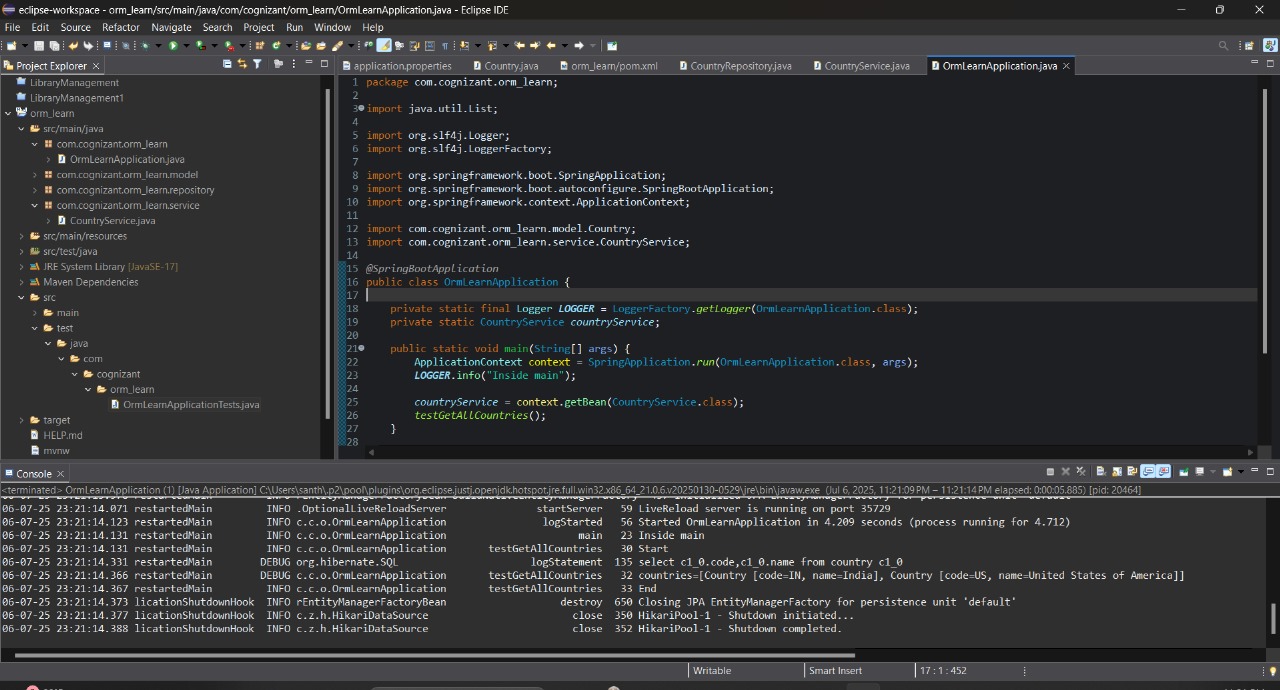 eclipse-workspace - orm_learn/src/main/java/com/cognizant/orm_learn/OrmLearnApplication.java - Eclipse IDE
File Edit Source Refactor Navigate Search Project Run Window Help
Project Explorer
LibraryManagement
LibraryManagement1
orm_learn
src/main/java
com.cognizant.orm_learn
OrmLearnApplication.java
com.cognizant.orm_learn.model
com.cognizant.orm_learn.repository
com.cognizant.orm_learn.service
CountryService.java
src/main/resources
src/test/java
JRE System Library [JavaSE-17]
Maven Dependencies
src
main
test
java
com
cognizant
orm_learn
OrmLearnApplicationTests.java
target
HELP.md
mvnw
application.properties Country.java orm_learn/pom.xml CountryRepository.java CountryService.java OrmLearnApplication.java
1 package com.cognizant.orm_learn;
2
3 import java.util.List;
4
5 import org.slf4j.Logger;
6 import org.slf4j.LoggerFactory;
7
8 import org.springframework.boot.SpringApplication;
9 import org.springframework.boot.autoconfigure.SpringBootApplication;
10 import org.springframework.context.ApplicationContext;
11
12 import com.cognizant.orm_learn.model.Country;
13 import com.cognizant.orm_learn.service.CountryService;
14
15 @SpringBootApplication
16 public class OrmLearnApplication {
17
18 private static final Logger LOGGER = LoggerFactory.getLogger(OrmLearnApplication.class);
19 private static CountryService countryService;
20
21 public static void main(String[] args) {
22 ApplicationContext context = SpringApplication.run(OrmLearnApplication.class, args);
23 LOGGER.info("Inside main");
24
25 countryService = context.getBean(CountryService.class);
26 testGetAllCountries();
27 }
28
Console
<terminated> OrmLearnApplication (1) [Java Application] C:\Users\santh\.p2\pool\plugins\org.eclipse.justj.openjdk.hotspot.jre.full.win32.x86_64_21.0.6.v20250130-0529\jre\bin\javaw.exe (Jul 6, 2025, 11:21:09 PM – 11:21:14 PM elapsed: 0:00:05.885) [pid: 20464]
06-07-25 23:21:14.071 restartedMain INFO .OptionalLiveReloadServer startServer 59 LiveReload server is running on port 35729
06-07-25 23:21:14.123 restartedMain INFO c.c.o.OrmLearnApplication logStarted 56 Started OrmLearnApplication in 4.209 seconds (process running for 4.712)
06-07-25 23:21:14.131 restartedMain INFO c.c.o.OrmLearnApplication main 23 Inside main
06-07-25 23:21:14.131 restartedMain INFO c.c.o.OrmLearnApplication testGetAllCountries 30 Start
06-07-25 23:21:14.331 restartedMain DEBUG org.hibernate.SQL logStatement 135 select c1_0.code,c1_0.name from country c1_0
06-07-25 23:21:14.366 restartedMain DEBUG c.c.o.OrmLearnApplication testGetAllCountries 32 countries=[Country [code=IN, name=India], Country [code=US, name=United States of America]]
06-07-25 23:21:14.367 restartedMain INFO c.c.o.OrmLearnApplication testGetAllCountries 33 End
06-07-25 23:21:14.373 licationShutdownHook INFO rEntityManagerFactoryBean destroy 650 Closing JPA EntityManagerFactory for persistence unit 'default'
06-07-25 23:21:14.377 licationShutdownHook INFO c.z.h.HikariDataSource close 350 HikariPool-1 - Shutdown initiated...
06-07-25 23:21:14.388 licationShutdownHook INFO c.z.h.HikariDataSource close 352 HikariPool-1 - Shutdown completed.
Writable Smart Insert 17 : 1 : 452